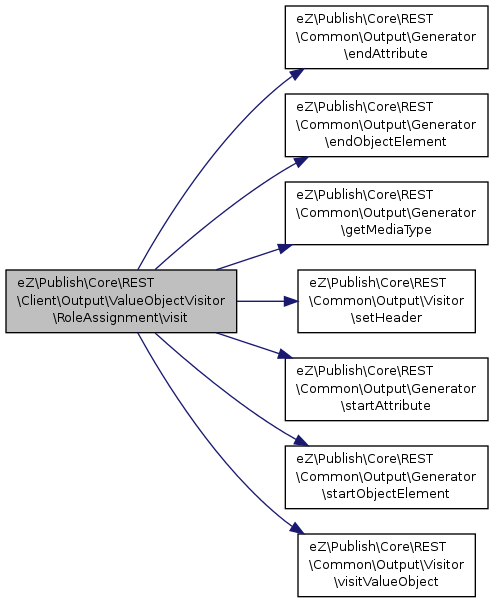 eZ\Publish\Core\REST
\Common\Output\Generator
\endAttribute
eZ\Publish\Core\REST
\Common\Output\Generator
\endObjectElement
eZ\Publish\Core\REST
\Common\Output\Generator
\getMediaType
eZ\Publish\Core\REST
\Client\Output\ValueObjectVisitor
\RoleAssignment\visit
eZ\Publish\Core\REST
\Common\Output\Visitor
\setHeader
eZ\Publish\Core\REST
\Common\Output\Generator
\startAttribute
eZ\Publish\Core\REST
\Common\Output\Generator
\startObjectElement
eZ\Publish\Core\REST
\Common\Output\Visitor
\visitValueObject